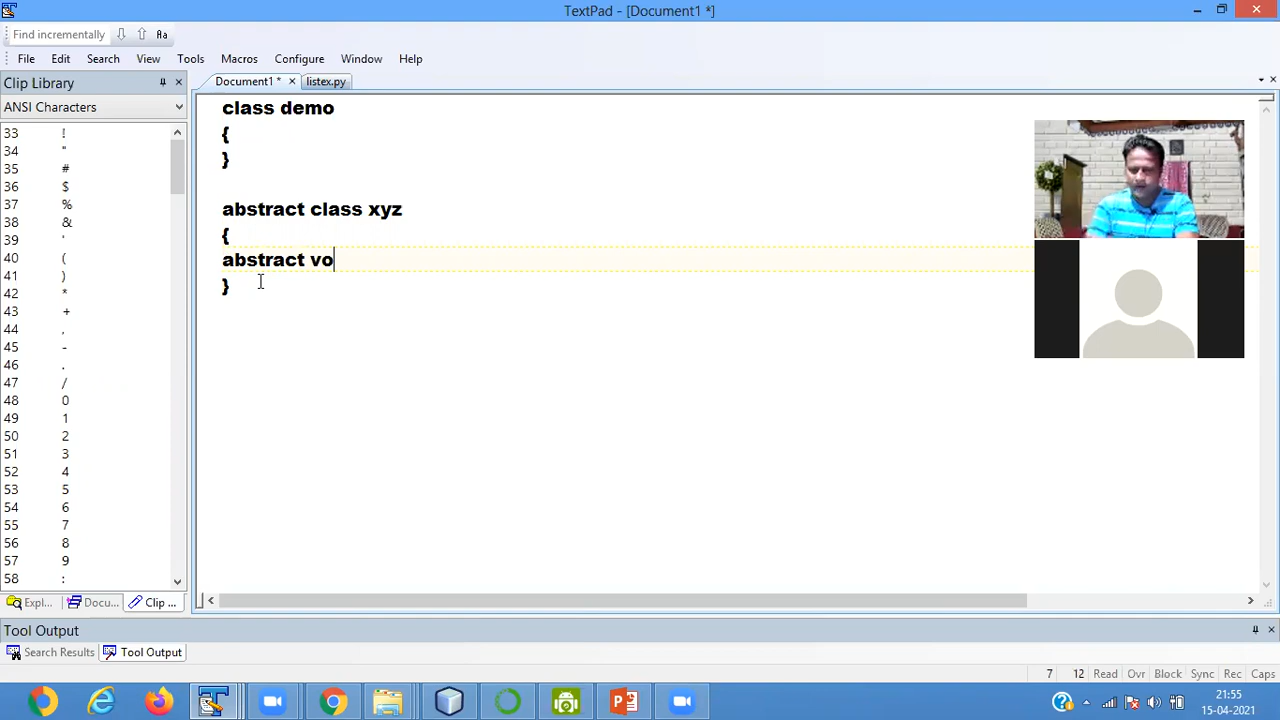 TextPad - [Document1 *]
Find incrementally
Aa
File Edit Search View Tools Macros Configure Window Help
Clip Library
Document1 * listex.py
ANSI Characters
33 !
34 "
35 #
36 $
37 %
38 &
39 '
40 (
41 )
42 *
43 +
44 ,
45 -
46 .
47 /
48 0
49 1
50 2
51 3
52 4
53 5
54 6
55 7
56 8
57 9
58 :
class demo
{
}
abstract class xyz
{
abstract vo
}
Expl... Docu... Clip ...
Tool Output
Search Results Tool Output
7 12 Read Ovr Block Sync Rec Caps
21:55
15-04-2021